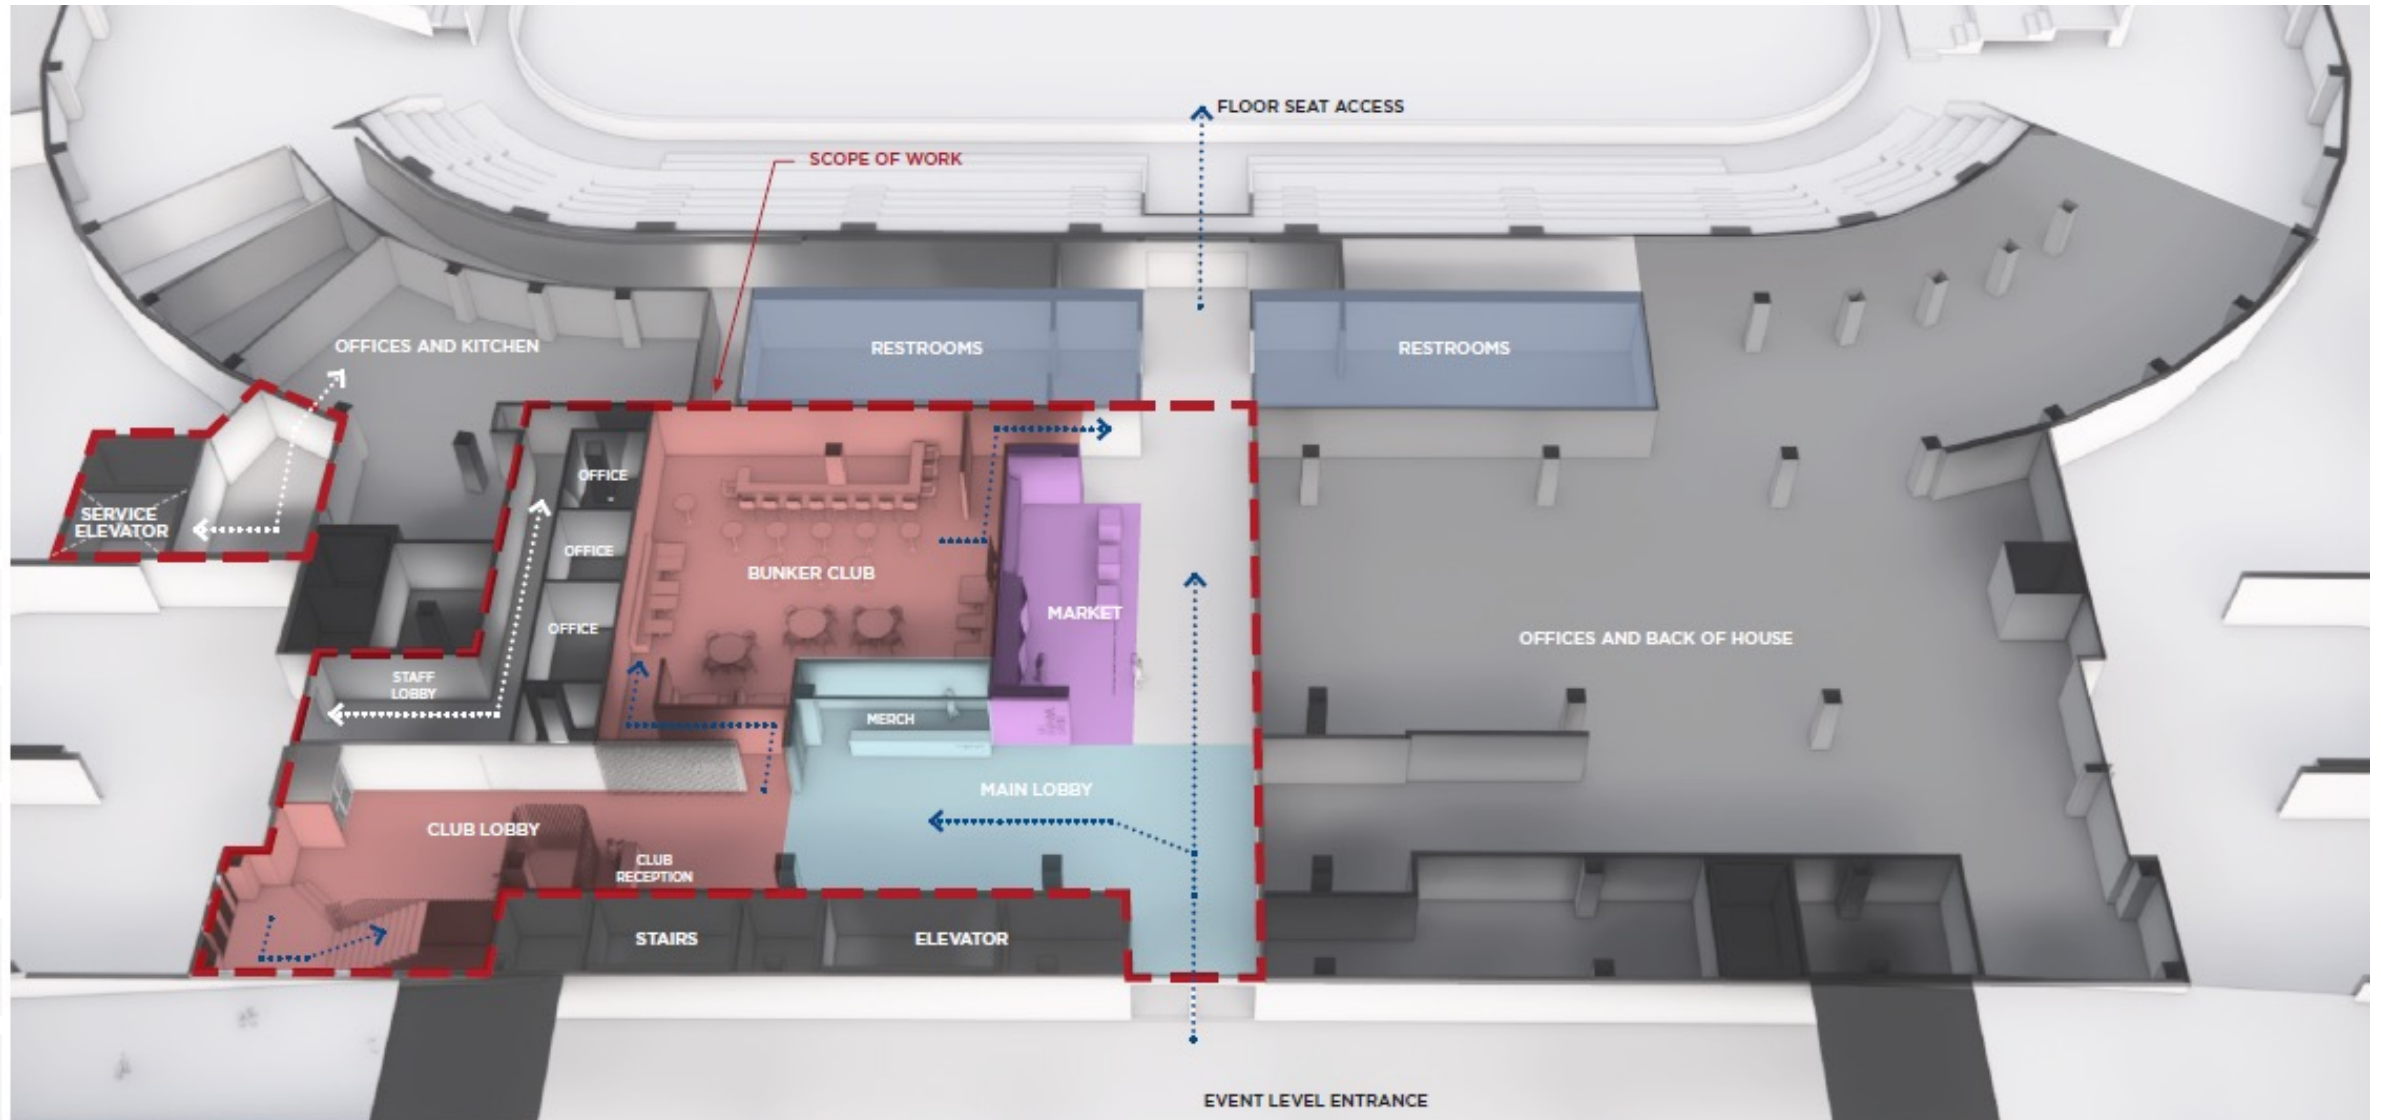 FLOOR SEAT ACCESS
SCOPE OF WORK
OFFICES AND KITCHEN
RESTROOMS
RESTROOMS
OFFICE
SERVICE
ELEVATOR
OFFICE
BUNKER CLUB
MARKET
OFFICE
OFFICES AND BACK OF HOUSE
STAFF
LOBBY
MERCH
MAIN LOBBY
CLUB LOBBY
CLUB
RECEPTION
STAIRS
ELEVATOR
EVENT LEVEL ENTRANCE